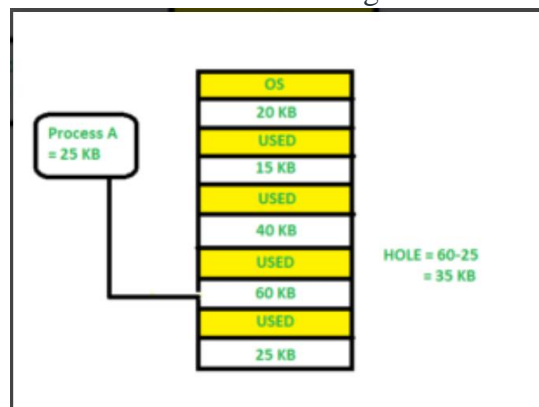 OS
20 KB
USED
15 KB
USED
40 KB
USED
60 KB
USED
25 KB
Process A
= 25 KB
HOLE = 60-25
= 35 KB